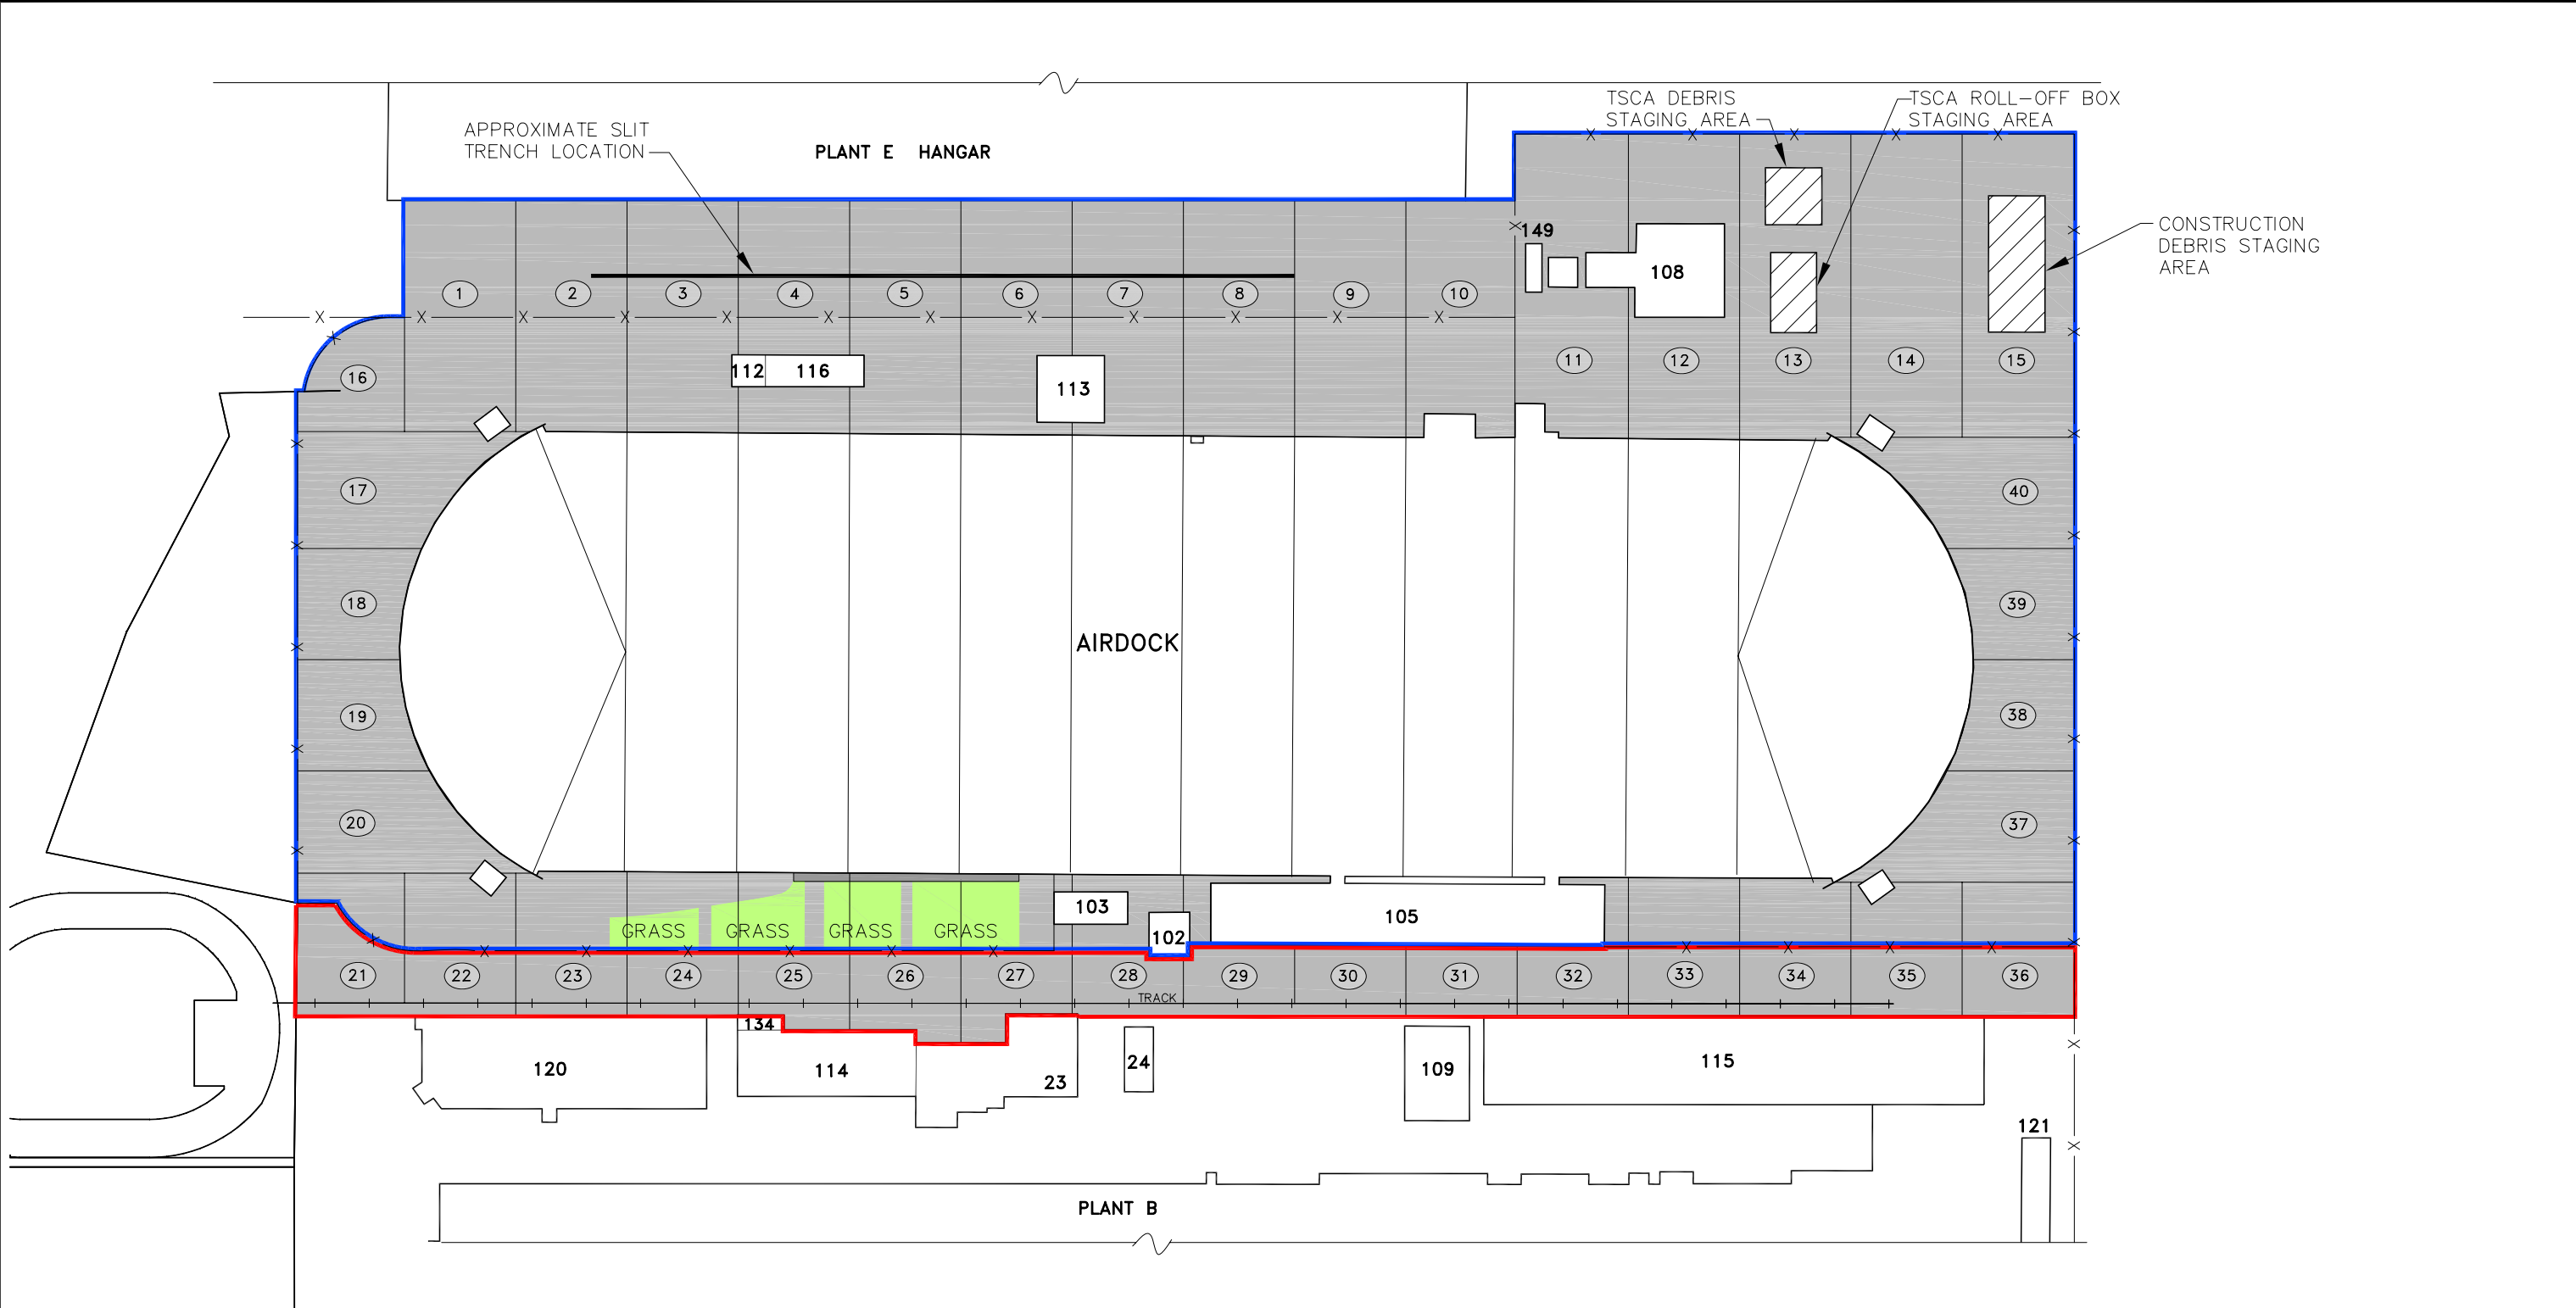 TSCA DEBRIS
STAGING AREA
TSCA ROLL-OFF BOX
STAGING AREA
APPROXIMATE SLIT
TRENCH LOCATION
PLANT E HANGAR
CONSTRUCTION
DEBRIS STAGING
AREA
149
108
1 2 3 4 5 6 7 8 9 10
11 12 13 14 15
112 116
113
16
17
40
18
39
AIRDOCK
19
38
20
37
103
105
GRASS GRASS GRASS GRASS
102
21 22 23 24 25 26 27 28 29 30 31 32 33 34 35 36
TRACK
134
120
114
23
24
109
115
121
PLANT B